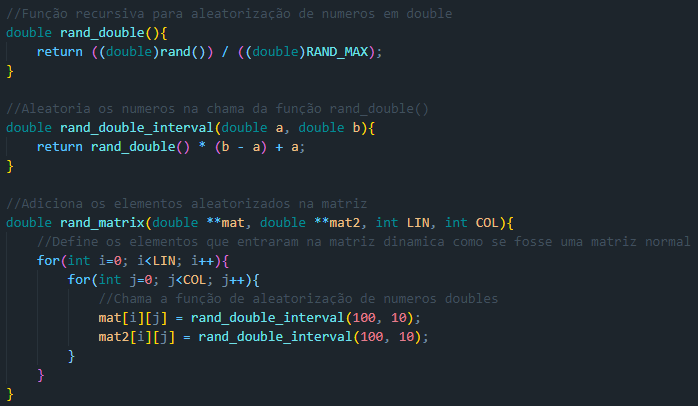 //Função recursiva para aleatorização de numeros em double
double rand_double(){
    return ((double)rand()) / ((double)RAND_MAX);
}

//Aleatoria os numeros na chama da função rand_double()
double rand_double_interval(double a, double b){
    return rand_double() * (b - a) + a;
}

//Adiciona os elementos aleatorizados na matriz
double rand_matrix(double **mat, double **mat2, int LIN, int COL){
    //Define os elementos que entraram na matriz dinamica como se fosse uma matriz normal
    for(int i=0; i<LIN; i++){
        for(int j=0; j<COL; j++){
            //Chama a função de aleatorização de numeros doubles
            mat[i][j] = rand_double_interval(100, 10);
            mat2[i][j] = rand_double_interval(100, 10);
        }
    }
}